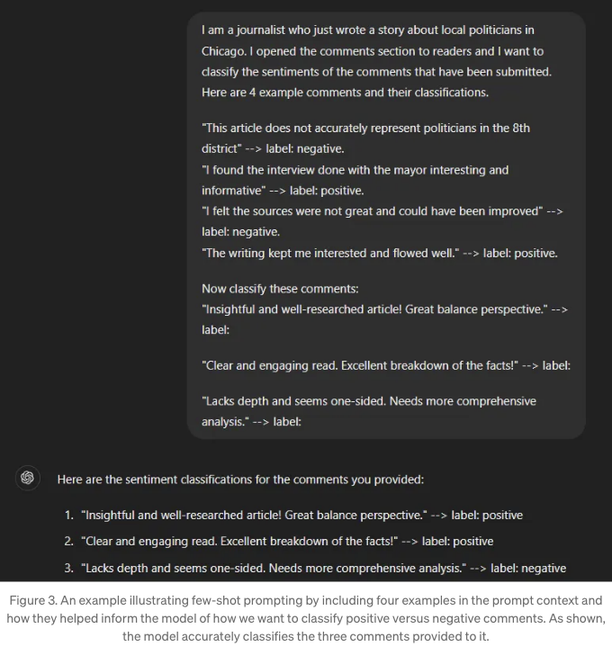 I am a journalist who just wrote a story about local politicians in
Chicago. I opened the comments section to readers and I want to
classify the sentiments of the comments that have been submitted.
Here are 4 example comments and their classifications.
"This article does not accurately represent politicians in the 8th
district" --> label: negative.
"I found the interview done with the mayor interesting and
informative" --> label: positive.
"I felt the sources were not great and could have been improved" -->
label: negative.
"The writing kept me interested and flowed well." --> label: positive.
Now classify these comments:
"Insightful and well-researched article! Great balance perspective." -->
label:
"Clear and engaging read. Excellent breakdown of the facts!" --> label:
"Lacks depth and seems one-sided. Needs more comprehensive
analysis." --> label:
Here are the sentiment classifications for the comments you provided:
1. "Insightful and well-researched article! Great balance perspective." --> label: positive
2. "Clear and engaging read. Excellent breakdown of the facts!" --> label: positive
3. "Lacks depth and seems one-sided. Needs more comprehensive analysis." --> label: negative
Figure 3. An example illustrating few-shot prompting by including four examples in the prompt context and
how they helped inform the model of how we want to classify positive versus negative comments. As shown,
the model accurately classifies the three comments provided to it.